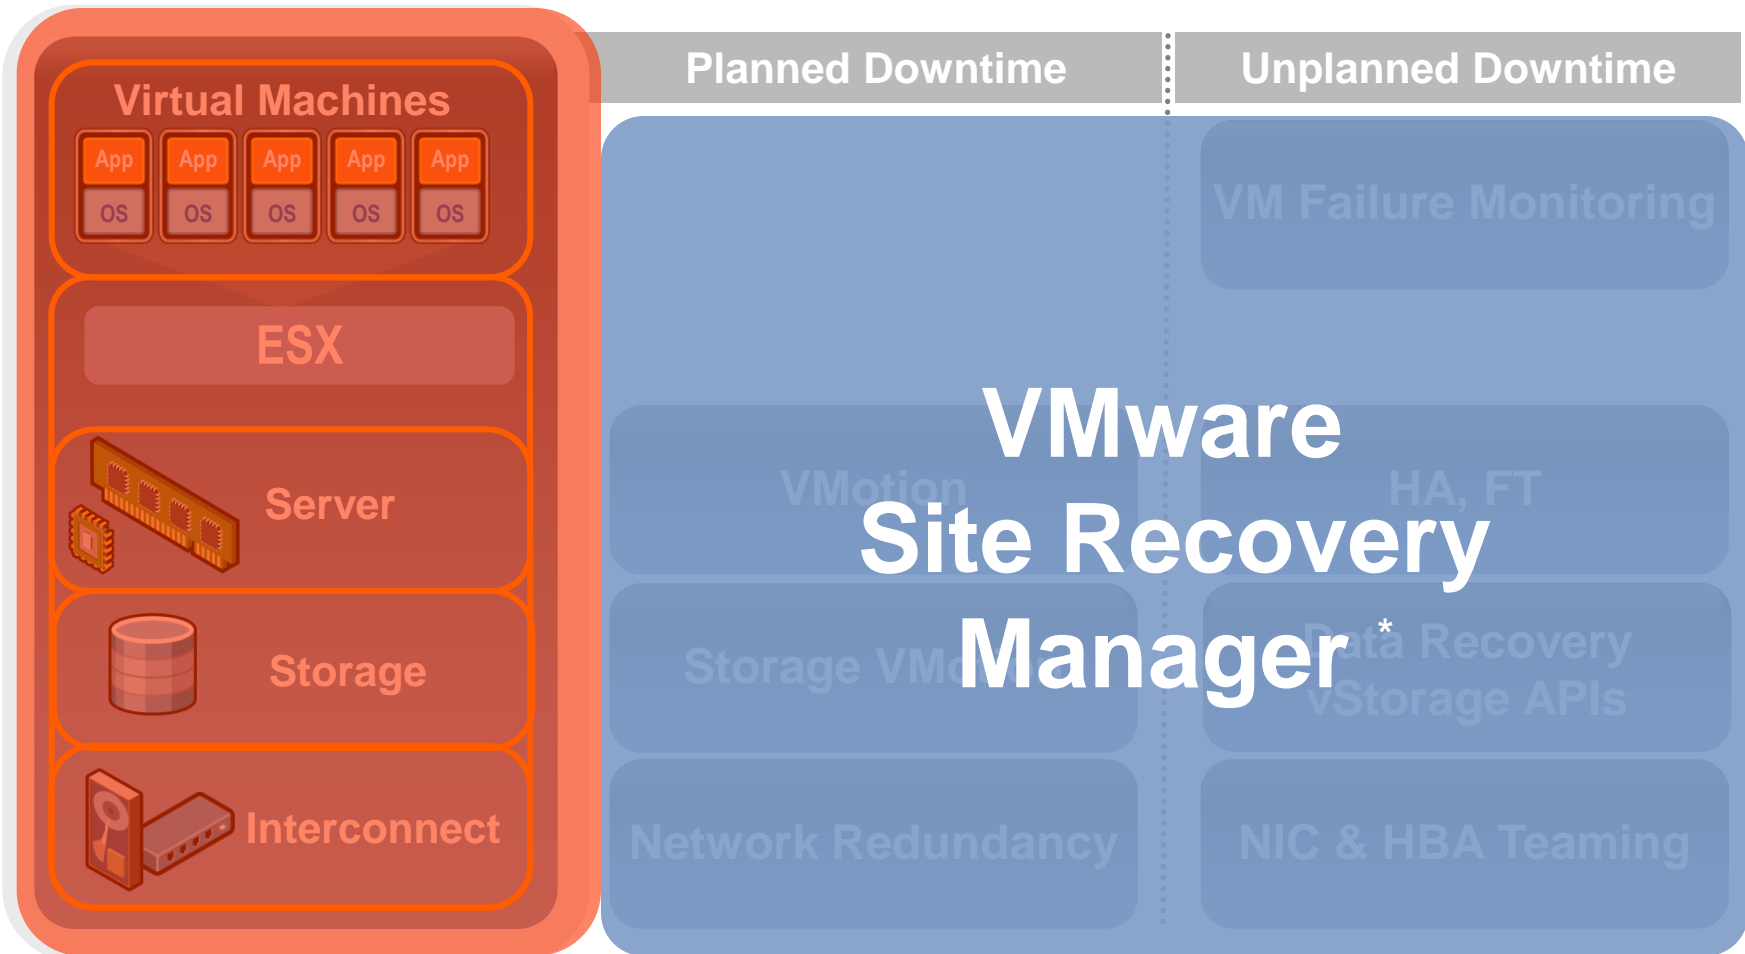 Planned Downtime
Unplanned Downtime
Virtual Machines
App App App App App
OS OS OS OS OS
ESX
Server
Storage
Interconnect
VM Failure Monitoring
VMotion
HA, FT
Storage VMotion
Data Recovery
vStorage APIs
Network Redundancy
NIC & HBA Teaming
VMware
Site Recovery
Manager *